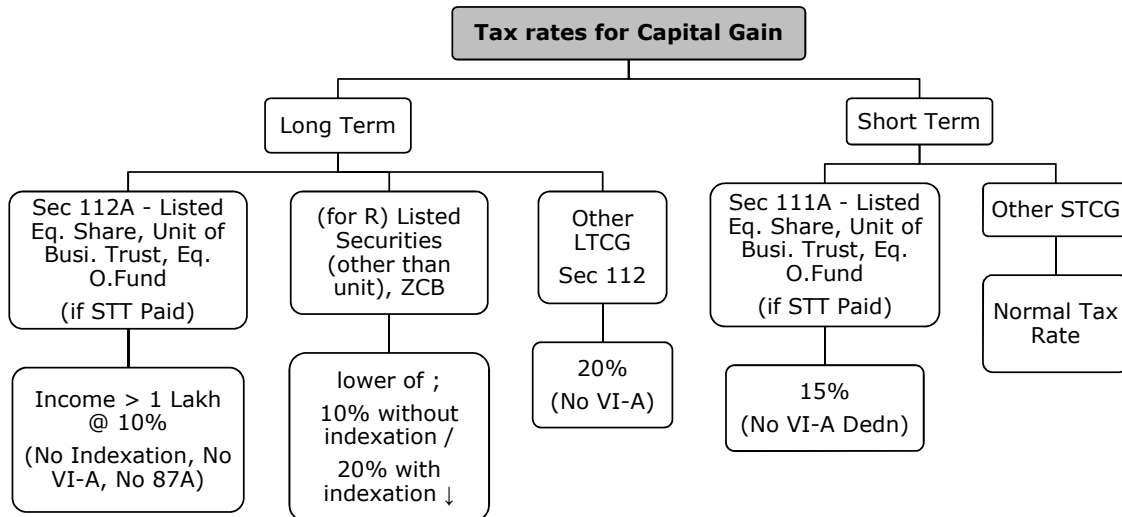 Tax rates for Capital Gain
Long Term
Short Term
Sec 112A - Listed
Eq. Share, Unit of
Busi. Trust, Eq.
O.Fund
(if STT Paid)
(for R) Listed
Securities
(other than
unit), ZCB
Other
LTCG
Sec 112
Sec 111A - Listed
Eq. Share, Unit of
Busi. Trust, Eq.
O.Fund
(if STT Paid)
Other STCG
Income > 1 Lakh
@ 10%
(No Indexation, No
VI-A, No 87A)
lower of ;
10% without
indexation /
20% with
indexation ↓
20%
(No VI-A)
15%
(No VI-A Dedn)
Normal Tax
Rate